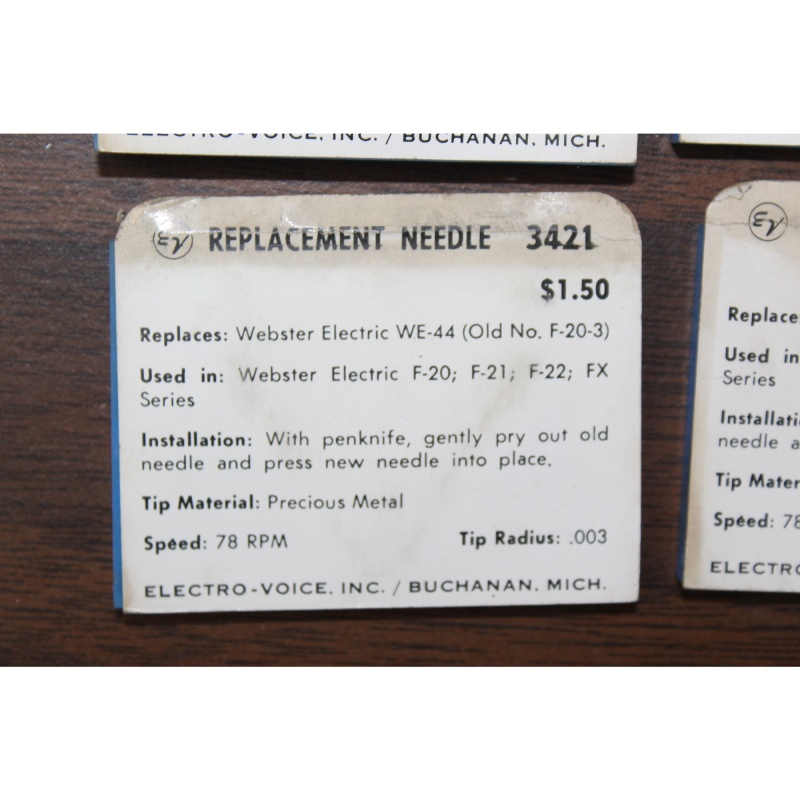 ELECTRO-VOICE, INC. / BUCHANAN, MICH.
EV REPLACEMENT NEEDLE 3421
$1.50
Replaces: Webster Electric WE-44 (Old No. F-20-3)
Used in: Webster Electric F-20; F-21; F-22; FX
Series
Installation: With penknife, gently pry out old
needle and press new needle into place.
Tip Material: Precious Metal
Speed: 78 RPM Tip Radius: .003
ELECTRO-VOICE, INC. / BUCHANAN, MICH.
EV
Replace
Used in
Series
Installati
needle a
Tip Mater
Speed: 78
ELECTRO